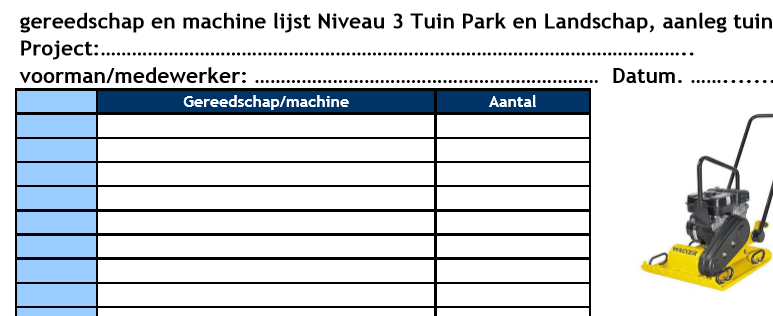 gereedschap en machine lijst Niveau 3 Tuin Park en Landschap, aanleg tuin
Project:……………………………………………………………………………………………………..
voorman/medewerker: ………………………………………………………… Datum. …….......
Gereedschap/machine Aantal
WACKER